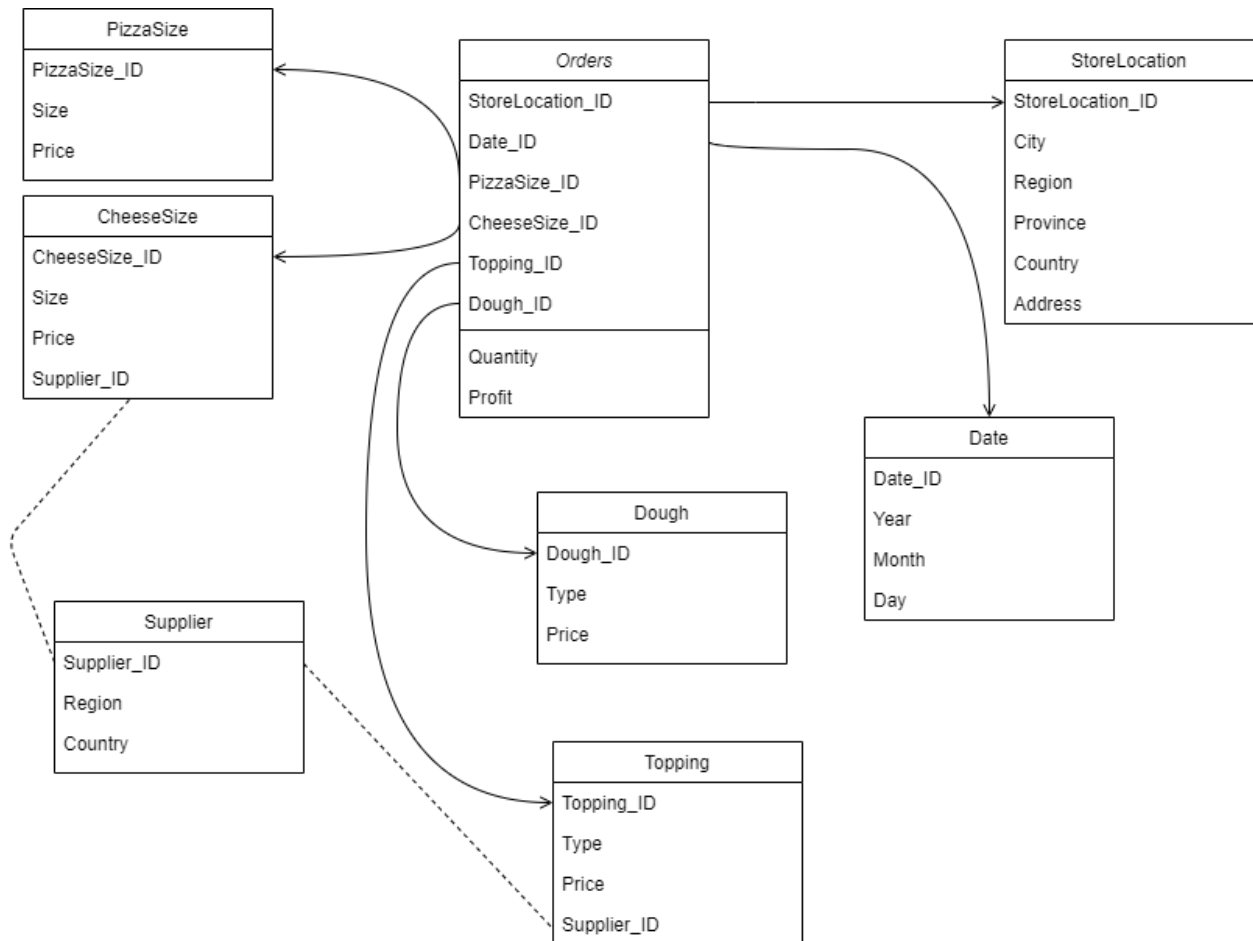 PizzaSize
PizzaSize_ID
Size
Price
CheeseSize
CheeseSize_ID
Size
Price
Supplier_ID
Orders
StoreLocation_ID
Date_ID
PizzaSize_ID
CheeseSize_ID
Topping_ID
Dough_ID
Quantity
Profit
StoreLocation
StoreLocation_ID
City
Region
Province
Country
Address
Date
Date_ID
Year
Month
Day
Dough
Dough_ID
Type
Price
Supplier
Supplier_ID
Region
Country
Topping
Topping_ID
Type
Price
Supplier_ID